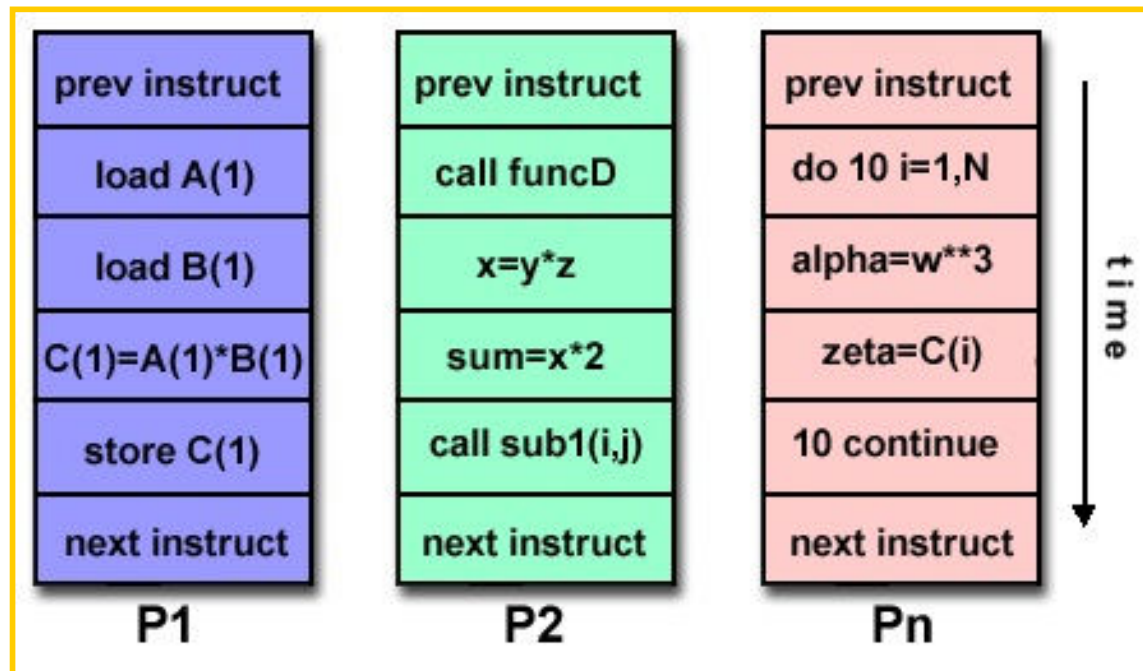 prev instruct
load A(1)
load B(1)
C(1)=A(1)*B(1)
store C(1)
next instruct
P1
prev instruct
call funcD
x=y*z
sum=x*2
call sub1(i,j)
next instruct
P2
prev instruct
do 10 i=1,N
alpha=w**3
zeta=C(i)
10 continue
next instruct
Pn
time